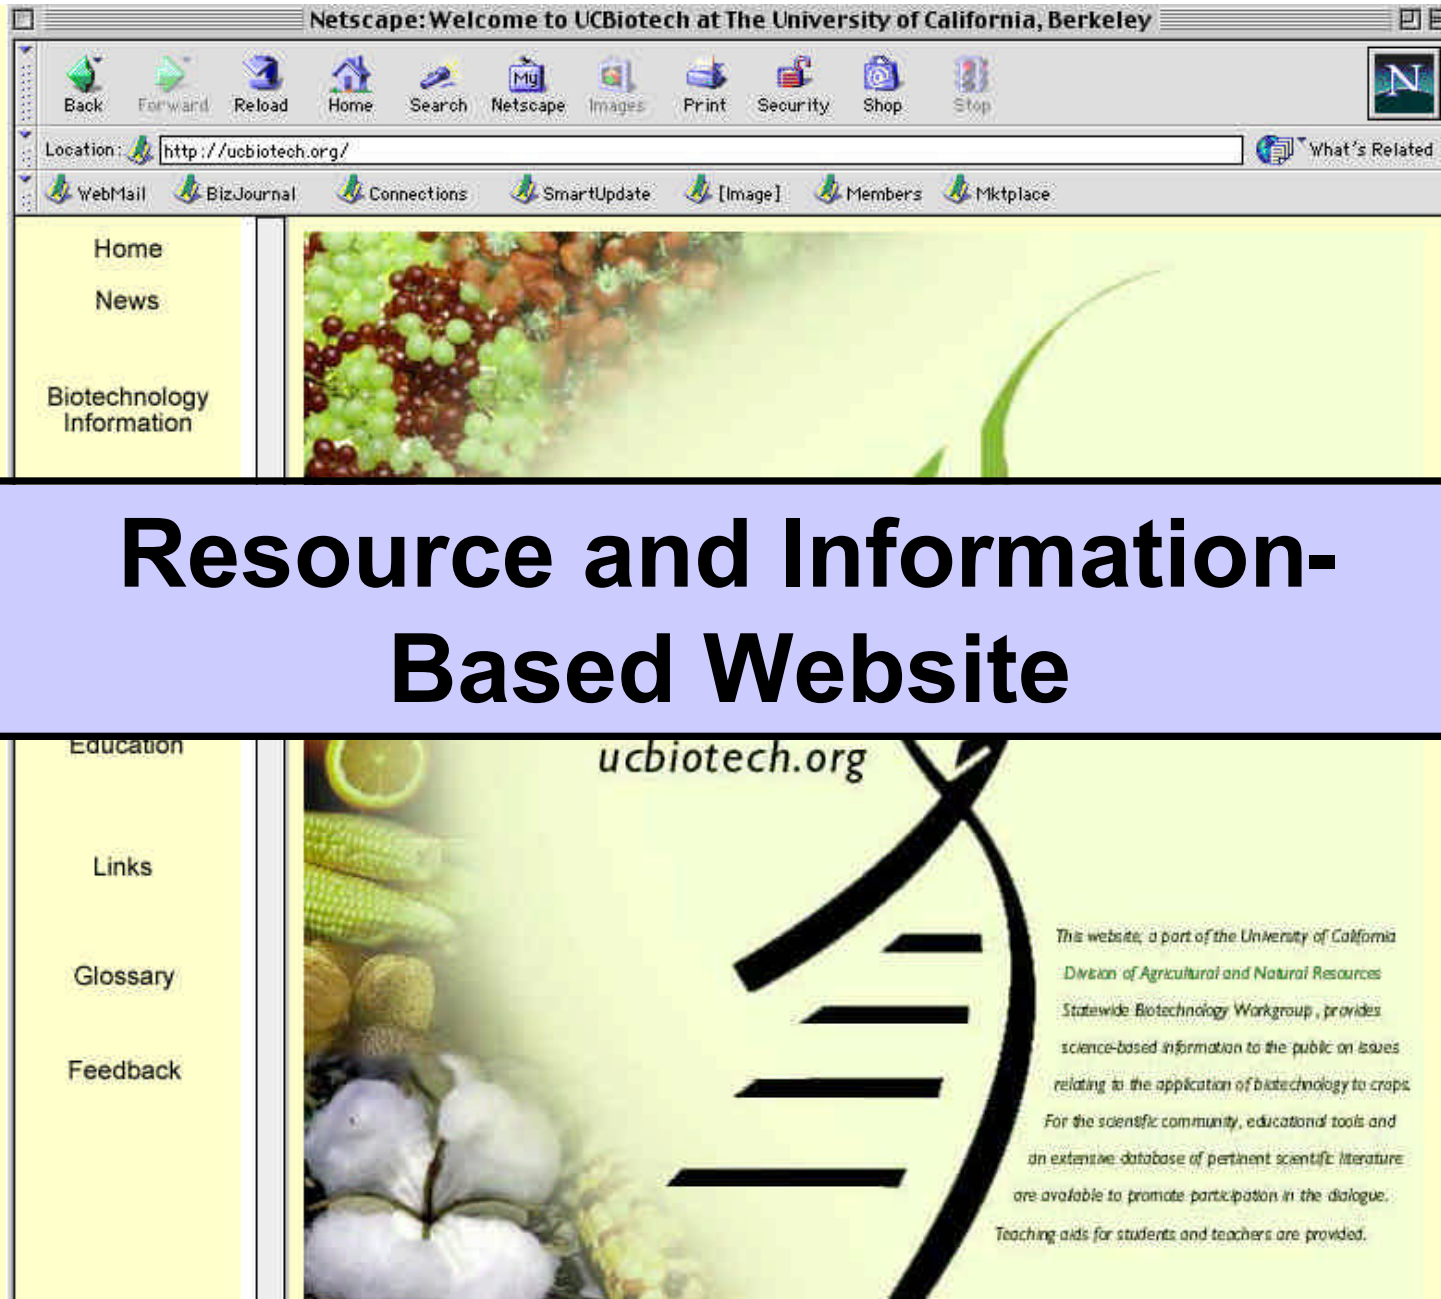 Netscape: Welcome to UCBiotech at The University of California, Berkeley
Back Forward Reload Home Search My Netscape Images Print Security Shop Stop N
Location: http://ucbiotech.org/ What's Related
WebMail BizJournal Connections SmartUpdate [Image] Members Mktplace
Home
News
Biotechnology
Information
Resource and Information-
Based Website
Education
ucbiotech.org
Links
Glossary
Feedback
This website, a part of the University of California
Division of Agricultural and Natural Resources
Statewide Biotechnology Workgroup, provides
science-based information to the public on issues
relating to the application of biotechnology to crops.
For the scientific community, educational tools and
an extensive database of pertinent scientific literature
are available to promote participation in the dialogue.
Teaching aids for students and teachers are provided.